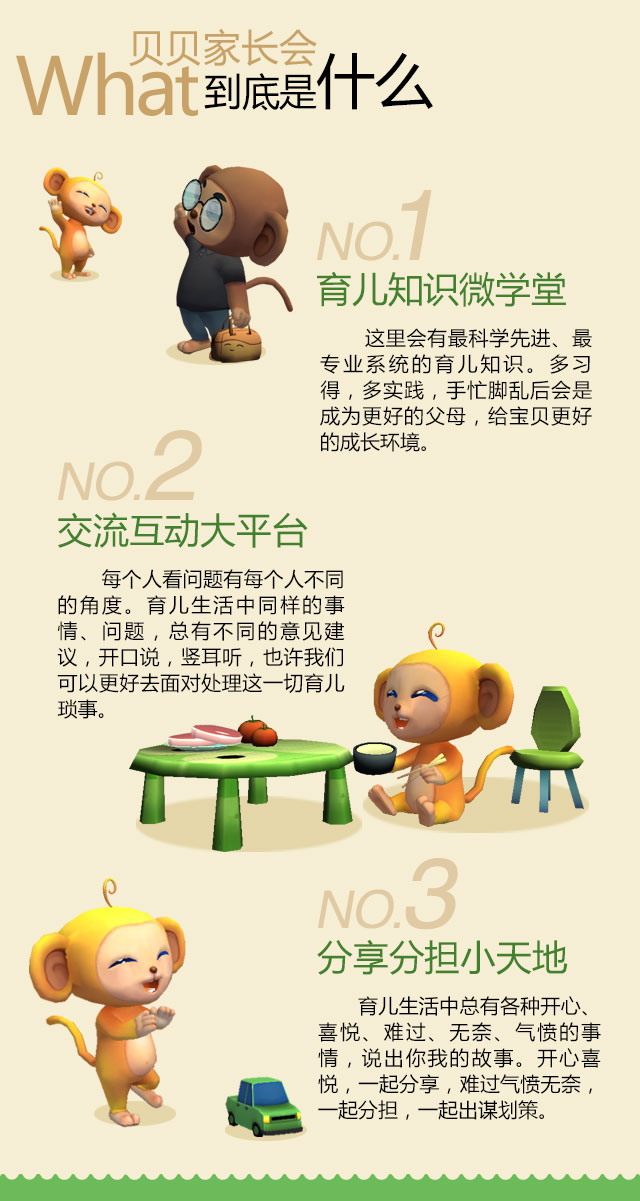 贝贝家长会
What到底是什么
NO.1
育儿知识微学堂
这里会有最科学先进、最
专业系统的育儿知识。多习
得，多实践，手忙脚乱后会是
成为更好的父母，给宝贝更好
的成长环境。
NO.2
交流互动大平台
每个人看问题有每个人不同
的角度。育儿生活中同样的事
情、问题，总有不同的意见建
议，开口说，竖耳听，也许我们
可以更好去面对处理这一切育儿
琐事。
NO.3
分享分担小天地
育儿生活中总有各种开心、
喜悦、难过、无奈、气愤的事
情，说出你我的故事。开心喜
悦，一起分享，难过气愤无奈，
一起分担，一起出谋划策。